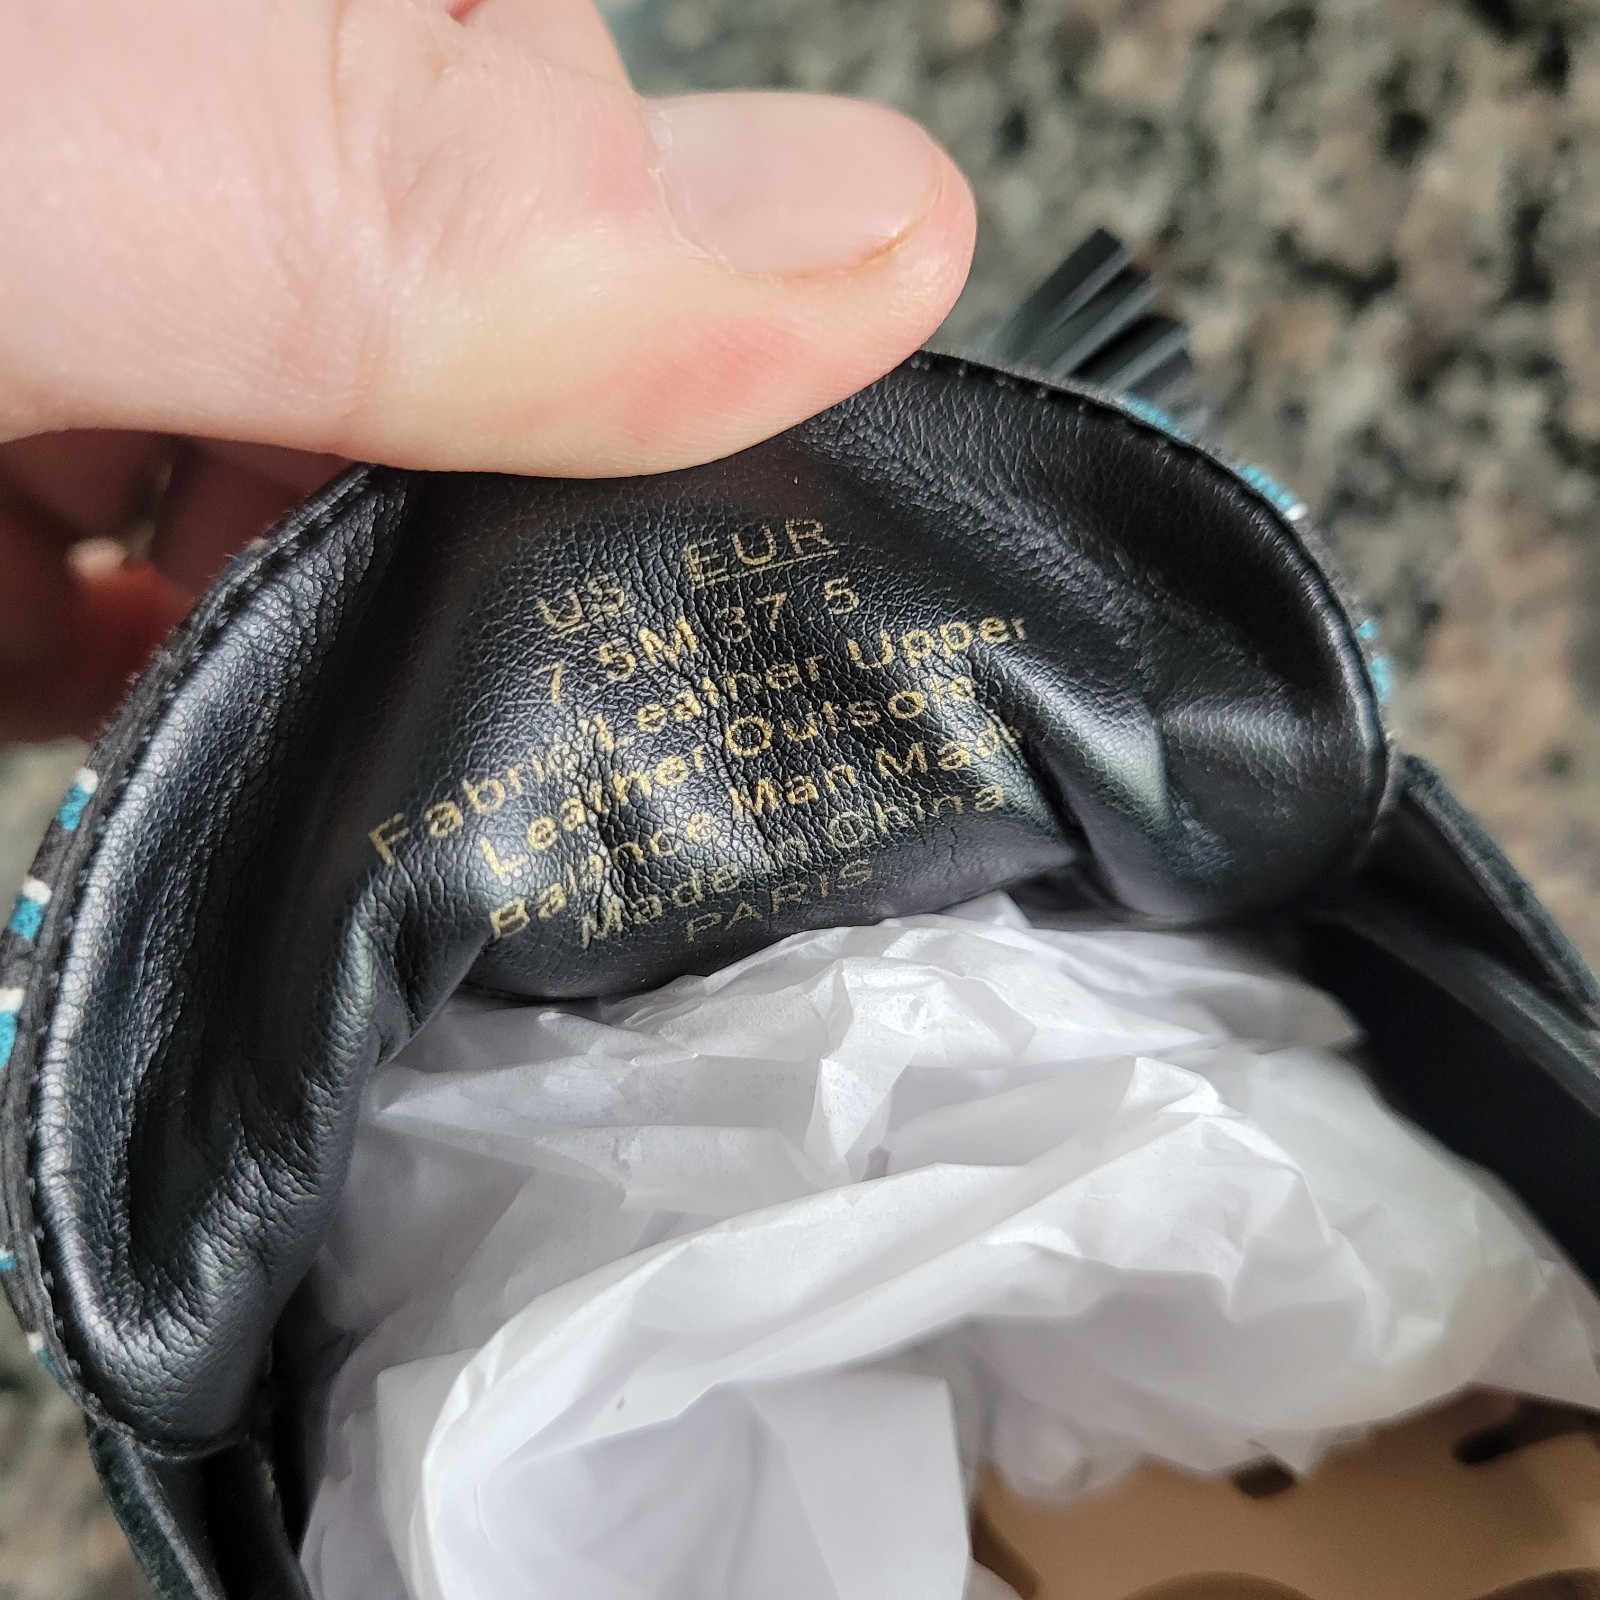 US EUR
7.5M 37 5
Fabric/Leather Upper
Leather Outsole
Balance Man Made
Made in China
PARIS